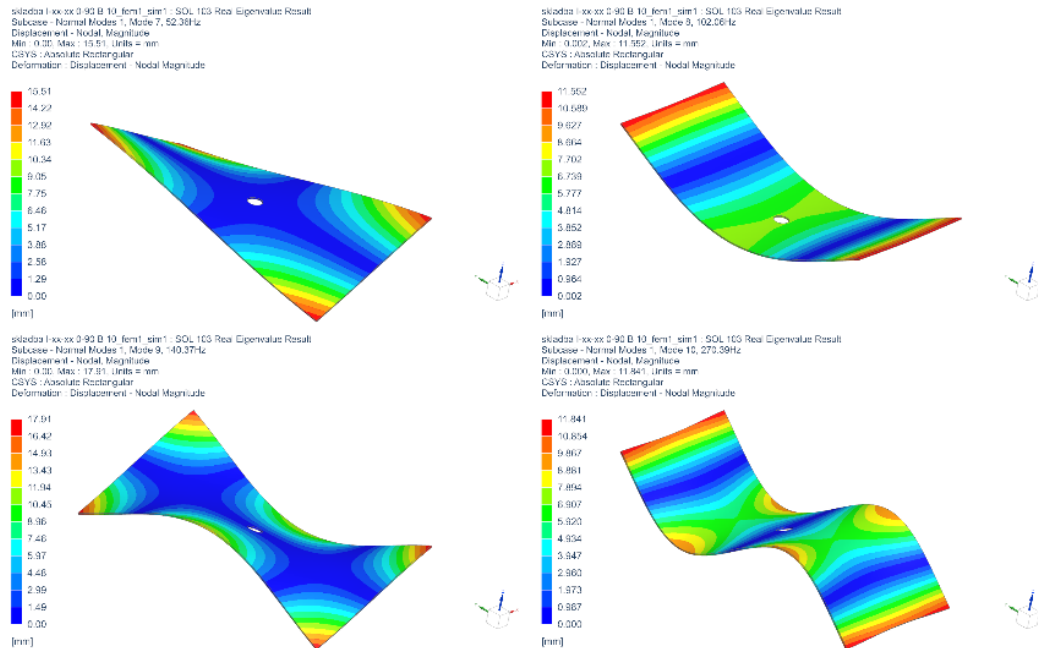 skladba I-xx-xx 0-90 B 10_fem1_sim1 : SOL 103 Real Eigenvalue Result
Subcase - Normal Modes 1, Mode 7, 52.38Hz
Displacement - Nodal, Magnitude
Min : 0.00, Max : 15.51, Units = mm
CSYS : Absolute Rectangular
Deformation : Displacement - Nodal Magnitude
15.51
14.22
12.92
11.63
10.34
9.05
7.75
6.46
5.17
3.88
2.58
1.29
0.00
[mm]
skladba I-xx-xx 0-90 B 10_fem1_sim1 : SOL 103 Real Eigenvalue Result
Subcase - Normal Modes 1, Mode 8, 102.06Hz
Displacement - Nodal, Magnitude
Min : 0.002, Max : 11.552, Units = mm
CSYS : Absolute Rectangular
Deformation : Displacement - Nodal Magnitude
11.552
10.589
9.627
8.664
7.702
6.739
5.777
4.814
3.852
2.889
1.927
0.964
0.002
[mm]
skladba I-xx-xx 0-90 B 10_fem1_sim1 : SOL 103 Real Eigenvalue Result
Subcase - Normal Modes 1, Mode 9, 140.37Hz
Displacement - Nodal, Magnitude
Min : 0.00, Max : 17.91, Units = mm
CSYS : Absolute Rectangular
Deformation : Displacement - Nodal Magnitude
17.91
16.42
14.93
13.43
11.94
10.45
8.96
7.46
5.97
4.48
2.99
1.49
0.00
[mm]
skladba I-xx-xx 0-90 B 10_fem1_sim1 : SOL 103 Real Eigenvalue Result
Subcase - Normal Modes 1, Mode 10, 270.39Hz
Displacement - Nodal, Magnitude
Min : 0.000, Max : 11.841, Units = mm
CSYS : Absolute Rectangular
Deformation : Displacement - Nodal Magnitude
11.841
10.854
9.867
8.881
7.894
6.907
5.920
4.934
3.947
2.960
1.973
0.987
0.000
[mm]